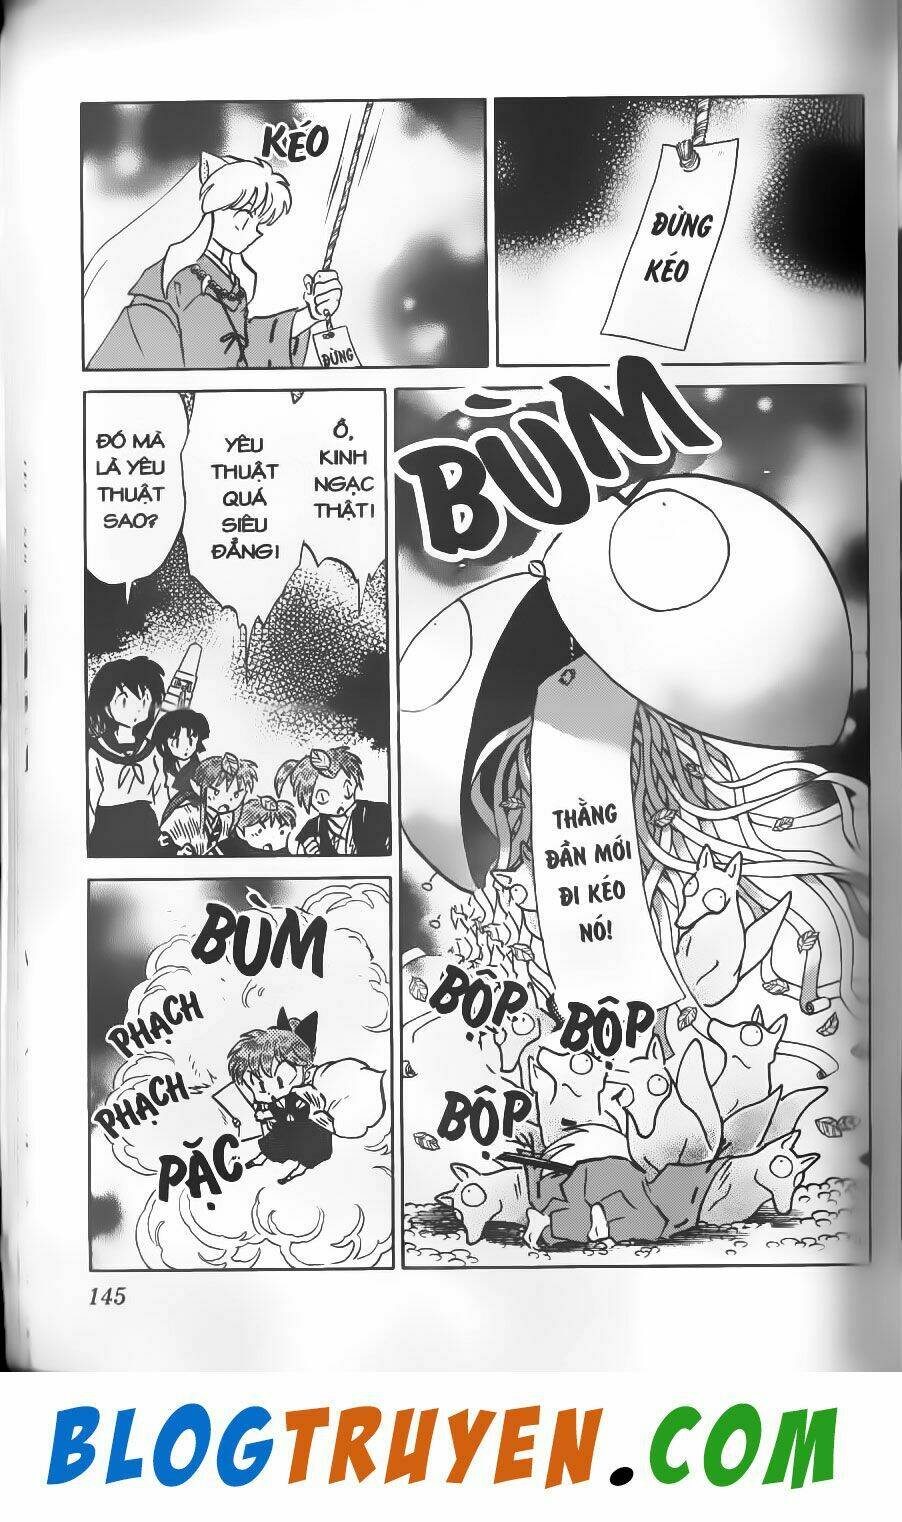 ĐỪNG
KÉO
KÉO
ĐỪNG
BÙM
THẰNG
ĐẦN MỚI
ĐI KÉO
NÓ!
BỘP
BỘP
BỘP
Ồ,
KINH
NGẠC
THẬT!
YÊU
THUẬT
QUÁ
SIÊU
ĐẲNG!
ĐÓ MÀ
LÀ YÊU
THUẬT
SAO?
BÙM
PHẠCH
PHẠCH
PẶC
145
BLOGTRUYEN.COM